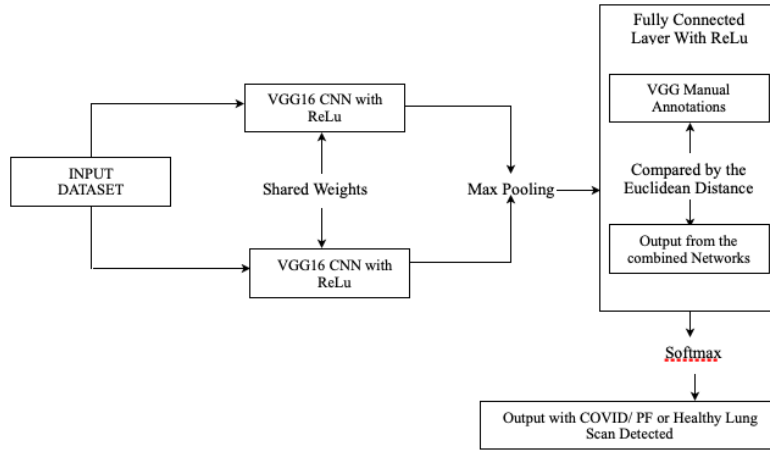 Fully Connected
Layer With ReLu
VGG16 CNN with
ReLu
VGG Manual
Annotations
INPUT
DATASET
Shared Weights
Max Pooling
Compared by the
Euclidean Distance
VGG16 CNN with
ReLu
Output from the
combined Networks
Softmax
Output with COVID/ PF or Healthy Lung
Scan Detected